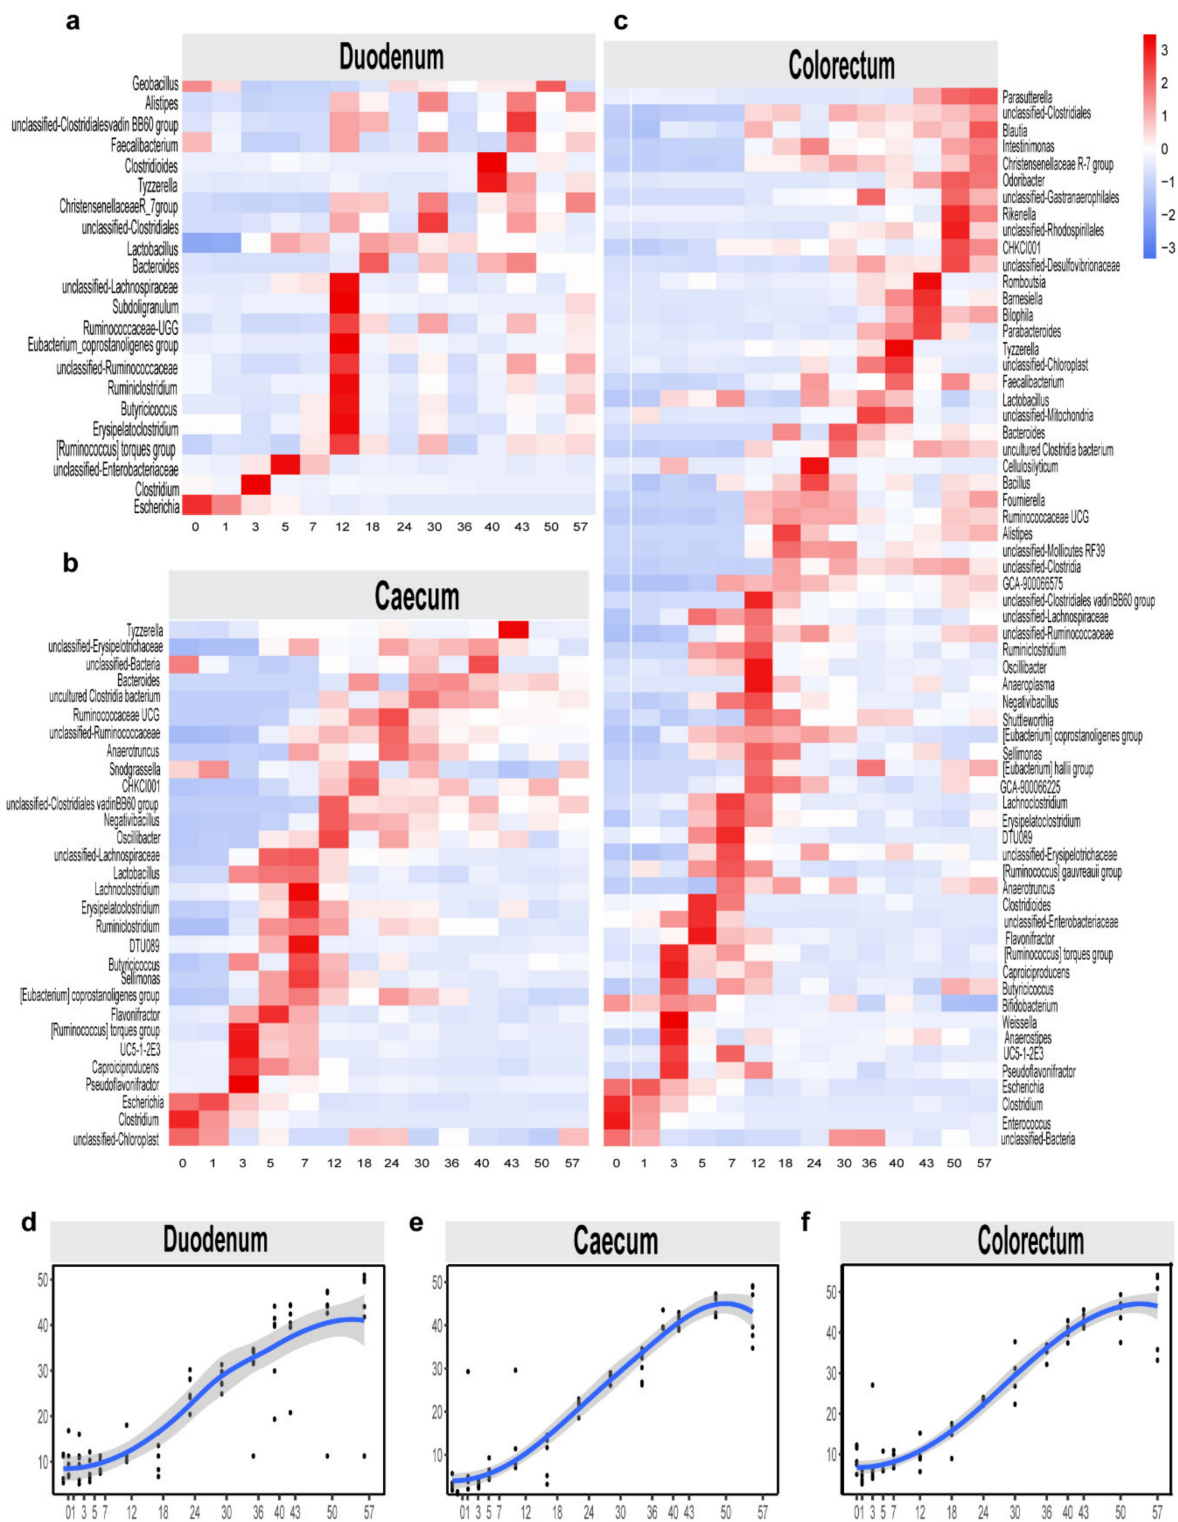 a
Duodenum
Geobacillus
Alistipes
unclassified-Clostridialesvadin BB60 group
Faecalibacterium
Clostridioides
Tyzzerella
ChristensenellaceaeR_7group
unclassified-Clostridiales
Lactobacillus
Bacteroides
unclassified-Lachnospiraceae
Subdoligranulum
Ruminococcaceae-UGG
Eubacterium_coprostanoligenes group
unclassified-Ruminococcaceae
Ruminiclostridium
Butyricicoccus
Erysipelatoclostridium
[Ruminococcus] torques group
unclassified-Enterobacteriaceae
Clostridium
Escherichia
0 1 3 5 7 12 18 24 30 36 40 43 50 57
b
Caecum
Tyzzerella
unclassified-Erysipelotrichaceae
unclassified-Bacteria
Bacteroides
uncultured Clostridia bacterium
Ruminococcaceae UCG
unclassified-Ruminococcaceae
Anaerotruncus
Snodgrassella
CHKCI001
unclassified-Clostridiales vadinBB60 group
Negativibacillus
Oscillibacter
unclassified-Lachnospiraceae
Lactobacillus
Lachnoclostridium
Erysipelatoclostridium
Ruminiclostridium
DTU089
Butyricicoccus
Sellimonas
[Eubacterium] coprostanoligenes group
Flavonifractor
[Ruminococcus] torques group
UC5-1-2E3
Caproiciproducens
Pseudoflavonifractor
Escherichia
Clostridium
unclassified-Chloroplast
0 1 3 5 7 12 18 24 30 36 40 43 50 57
c
Colorectum
3
2
1
0
−1
−2
−3
Parasutterella
unclassified-Clostridiales
Blautia
Intestinimonas
Christensenellaceae R-7 group
Odoribacter
unclassified-Gastranaerophilales
Rikenella
unclassified-Rhodospirillales
CHKCI001
unclassified-Desulfovibrionaceae
Romboutsia
Barnesiella
Bilophila
Parabacteroides
Tyzzerella
unclassified-Chloroplast
Faecalibacterium
Lactobacillus
unclassified-Mitochondria
Bacteroides
uncultured Clostridia bacterium
Cellulosilyticum
Bacillus
Fournierella
Ruminococcaceae UCG
Alistipes
unclassified-Mollicutes RF39
unclassified-Clostridia
GCA-900066575
unclassified-Clostridiales vadinBB60 group
unclassified-Lachnospiraceae
unclassified-Ruminococcaceae
Ruminiclostridium
Oscillibacter
Anaeroplasma
Negativibacillus
Shuttleworthia
[Eubacterium] coprostanoligenes group
Sellimonas
[Eubacterium] hallii group
GCA-900066225
Lachnoclostridium
Erysipelatoclostridium
DTU089
unclassified-Erysipelotrichaceae
[Ruminococcus] gauvreauii group
Anaerotruncus
Clostridioides
unclassified-Enterobacteriaceae
Flavonifractor
[Ruminococcus] torques group
Caproiciproducens
Butyricicoccus
Bifidobacterium
Weissella
Anaerostipes
UC5-1-2E3
Pseudoflavonifractor
Escherichia
Clostridium
Enterococcus
unclassified-Bacteria
0 1 3 5 7 12 18 24 30 36 40 43 50 57
d
Duodenum
50
40
30
20
10
01 3 5 7 12 18 24 30 36 40 43 50 57
e
Caecum
50
40
30
20
10
01 3 5 7 12 18 24 30 36 40 43 50 57
f
Colorectum
50
40
30
20
10
01 3 5 7 12 18 24 30 36 40 43 50 57